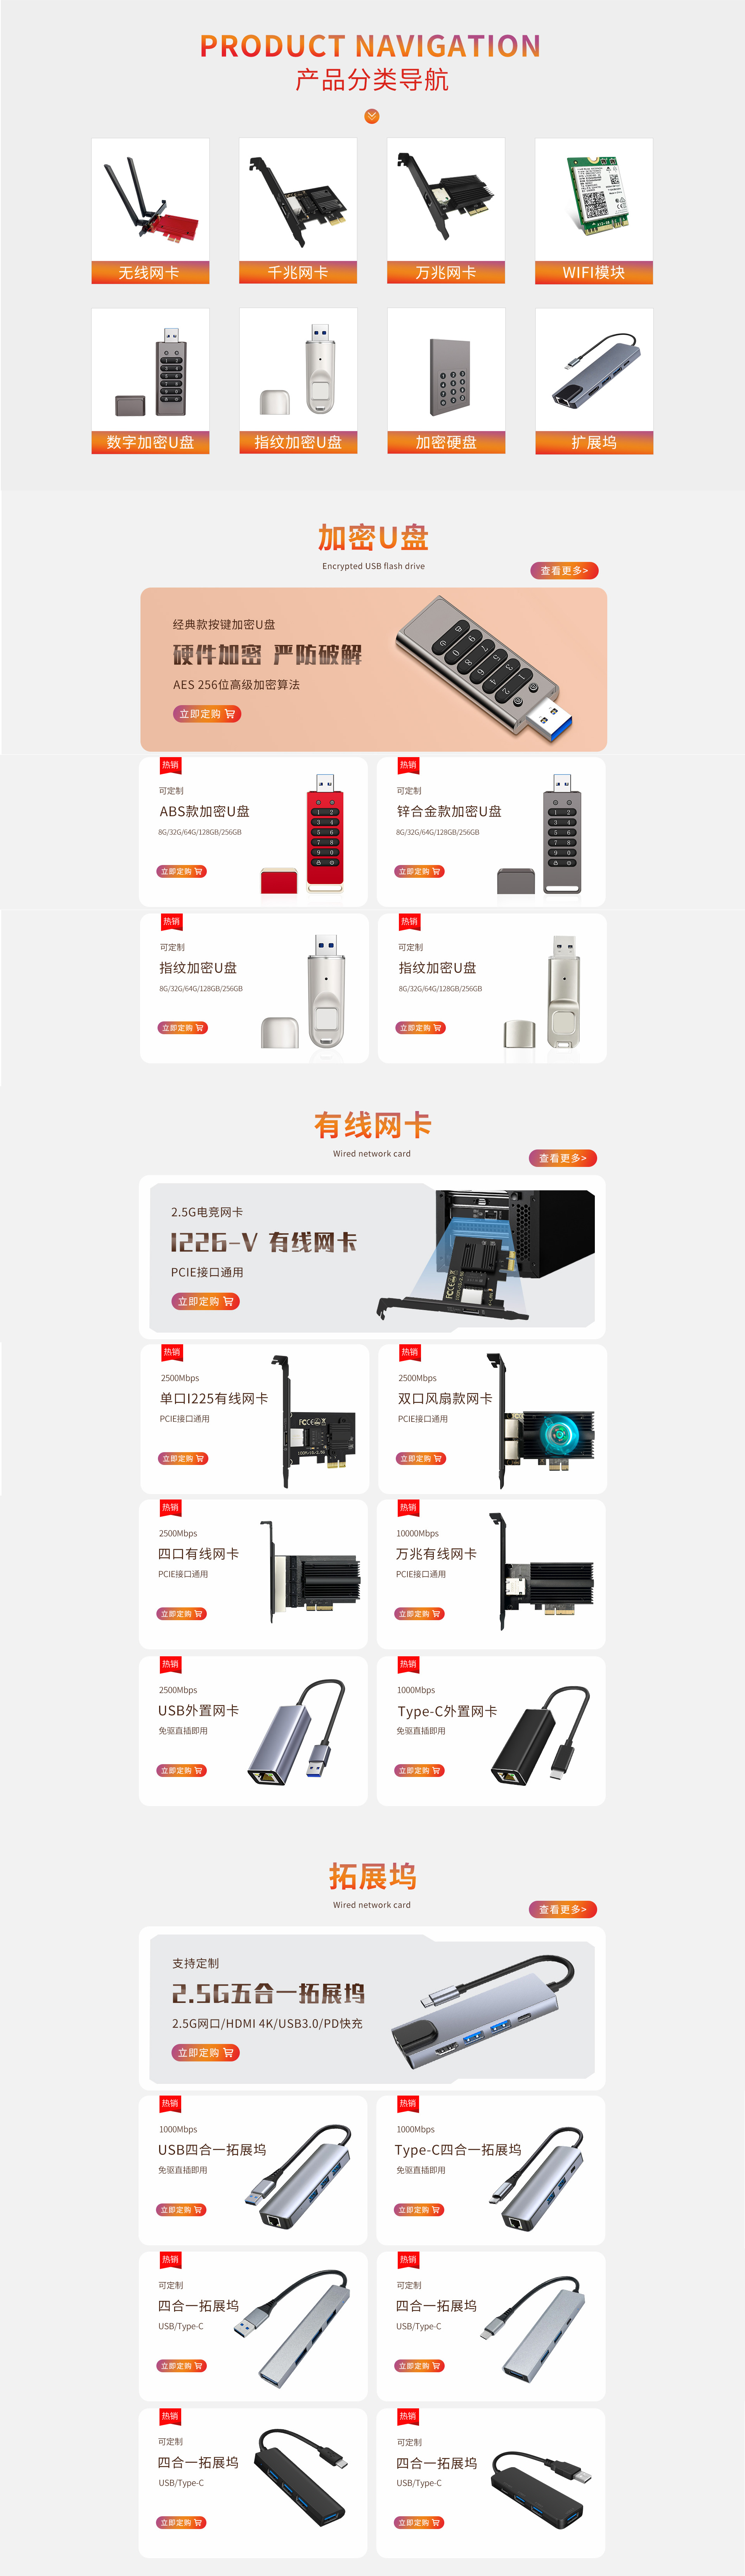 PRODUCT NAVIGATION
产品分类导航
无线网卡
千兆网卡
万兆网卡
WIFI模块
数字加密U盘
指纹加密U盘
加密硬盘
扩展坞
加密U盘
Encrypted USB flash drive
查看更多>
经典款按键加密U盘
硬件加密 严防破解
AES 256位高级加密算法
立即定购
热销
可定制
ABS款加密U盘
8G/32G/64G/128GB/256GB
立即定购
热销
可定制
锌合金款加密U盘
8G/32G/64G/128GB/256GB
立即定购
热销
可定制
指纹加密U盘
8G/32G/64G/128GB/256GB
立即定购
热销
可定制
指纹加密U盘
8G/32G/64G/128GB/256GB
立即定购
有线网卡
Wired network card
查看更多>
2.5G电竞网卡
I226-V 有线网卡
PCIE接口通用
立即定购
热销
2500Mbps
单口I225有线网卡
PCIE接口通用
立即定购
热销
2500Mbps
双口风扇款网卡
PCIE接口通用
立即定购
热销
2500Mbps
四口有线网卡
PCIE接口通用
立即定购
热销
10000Mbps
万兆有线网卡
PCIE接口通用
立即定购
热销
2500Mbps
USB外置网卡
免驱直插即用
立即定购
热销
1000Mbps
Type-C外置网卡
免驱直插即用
立即定购
拓展坞
Wired network card
查看更多>
支持定制
2.5G五合一拓展坞
2.5G网口/HDMI 4K/USB3.0/PD快充
立即定购
热销
1000Mbps
USB四合一拓展坞
免驱直插即用
立即定购
热销
1000Mbps
Type-C四合一拓展坞
免驱直插即用
立即定购
热销
可定制
四合一拓展坞
USB/Type-C
立即定购
热销
可定制
四合一拓展坞
USB/Type-C
立即定购
热销
可定制
四合一拓展坞
USB/Type-C
立即定购
热销
可定制
四合一拓展坞
USB/Type-C
立即定购